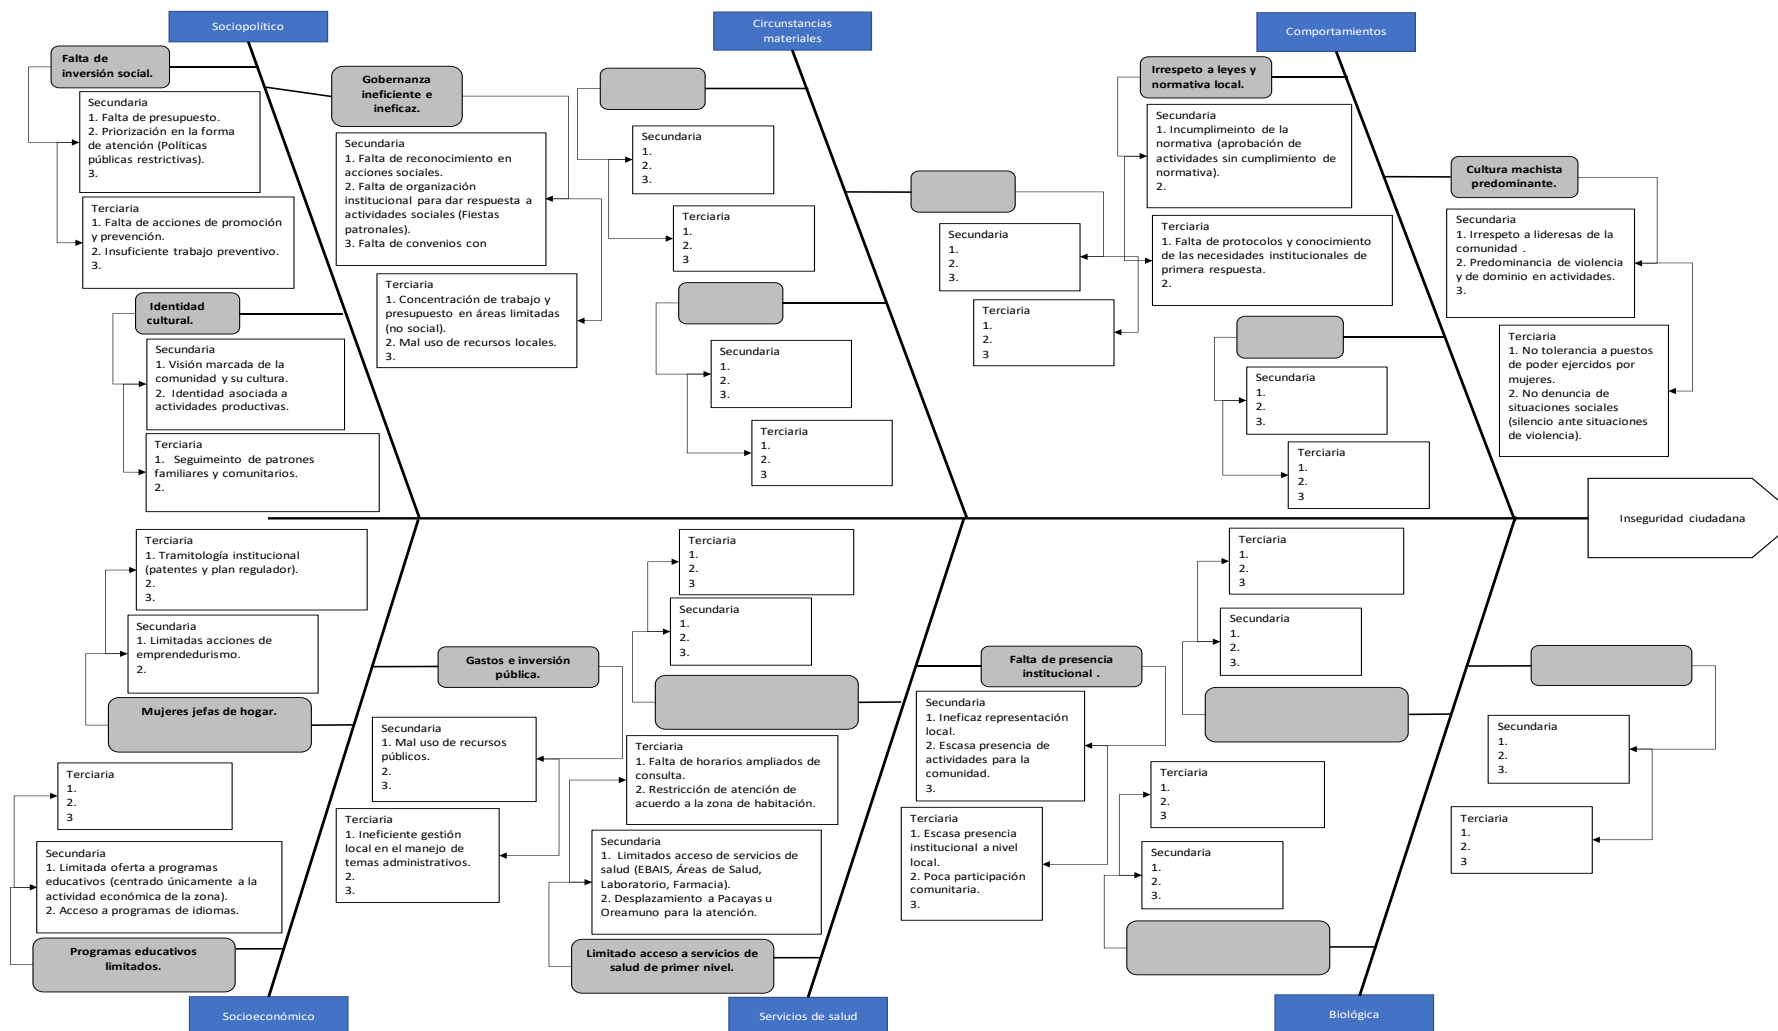 Sociopolítico
Falta de
inversión social.
Secundaria
1. Falta de presupuesto.
2. Priorización en la forma
de atención (Políticas
públicas restrictivas).
3.
Terciaria
1. Falta de acciones de promoción
y prevención.
2. Insuficiente trabajo preventivo.
3.
Gobernanza
ineficiente e
ineficaz.
Secundaria
1. Falta de reconocimiento en
acciones sociales.
2. Falta de organización
institucional para dar respuesta a
actividades sociales (Fiestas
patronales).
3. Falta de convenios con
Terciaria
1. Concentración de trabajo y
presupuesto en áreas limitadas
(no social).
2. Mal uso de recursos locales.
3.
Identidad
cultural.
Secundaria
1. Visión marcada de la
comunidad y su cultura.
2. Identidad asociada a
actividades productivas.
Terciaria
1. Seguimeinto de patrones
familiares y comunitarios.
2.
Circunstancias
materiales
Secundaria
1.
2.
3.
Terciaria
1.
2.
3
Secundaria
1.
2.
3.
Terciaria
1.
2.
3
Secundaria
1.
2.
3.
Terciaria
1.
2.
3
Comportamientos
Irrespeto a leyes y
normativa local.
Secundaria
1. Incumplimeinto de la
normativa (aprobación de
actividades sin cumplimiento de
normativa).
2.
Terciaria
1. Falta de protocolos y conocimiento
de las necesidades institucionales de
primera respuesta.
2.
Cultura machista
predominante.
Secundaria
1. Irrespeto a lideresas de la
comunidad .
2. Predominancia de violencia
y de dominio en actividades.
3.
Terciaria
1. No tolerancia a puestos
de poder ejercidos por
mujeres.
2. No denuncia de
situaciones sociales
(silencio ante situaciones
de violencia).
Secundaria
1.
2.
3.
Terciaria
1.
2.
3
Inseguridad ciudadana
Terciaria
1. Tramitología institucional
(patentes y plan regulador).
2.
3.
Secundaria
1. Limitadas acciones de
emprendedurismo.
2.
Mujeres jefas de hogar.
Terciaria
1.
2.
3
Secundaria
1. Limitada oferta a programas
educativos (centrado únicamente a la
actividad económica de la zona).
2. Acceso a programas de idiomas.
Programas educativos
limitados.
Gastos e inversión
pública.
Secundaria
1. Mal uso de recursos
públicos.
2.
3.
Terciaria
1. Ineficiente gestión
local en el manejo de
temas administrativos.
2.
3.
Socioeconómico
Terciaria
1.
2.
3
Secundaria
1.
2.
3.
Terciaria
1. Falta de horarios ampliados de
consulta.
2. Restricción de atención de
acuerdo a la zona de habitación.
Secundaria
1. Limitados acceso de servicios de
salud (EBAIS, Áreas de Salud,
Laboratorio, Farmacia).
2. Desplazamiento a Pacayas u
Oreamuno para la atención.
Limitado acceso a servicios de
salud de primer nivel.
Falta de presencia
institucional .
Secundaria
1. Ineficaz representación
local.
2. Escasa presencia de
actividades para la
comunidad.
3.
Terciaria
1. Escasa presencia
institucional a nivel
local.
2. Poca participación
comunitaria.
3.
Servicios de salud
Terciaria
1.
2.
3
Secundaria
1.
2.
3.
Terciaria
1.
2.
3
Secundaria
1.
2.
3.
Secundaria
1.
2.
3.
Terciaria
1.
2.
3
Biológica